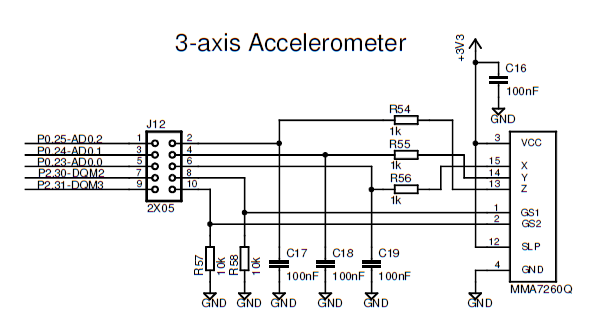 3-axis Accelerometer
+3V3
C16
100nF
GND
J12
R54
1k
P0.25-AD0.2 1 2
P0.24-AD0.1 3 4
P0.23-AD0.0 5 6
P2.30-DQM2 7 8
P2.31-DQM3 9 10
2X05
R55
1k
R56
1k
3 VCC
15 X
14 Y
13 Z
1 GS1
2 GS2
12 SLP
4 GND
MMA7260Q
R57
10k
R58
10k
C17
100nF
C18
100nF
C19
100nF
GND GND GND GND GND GND